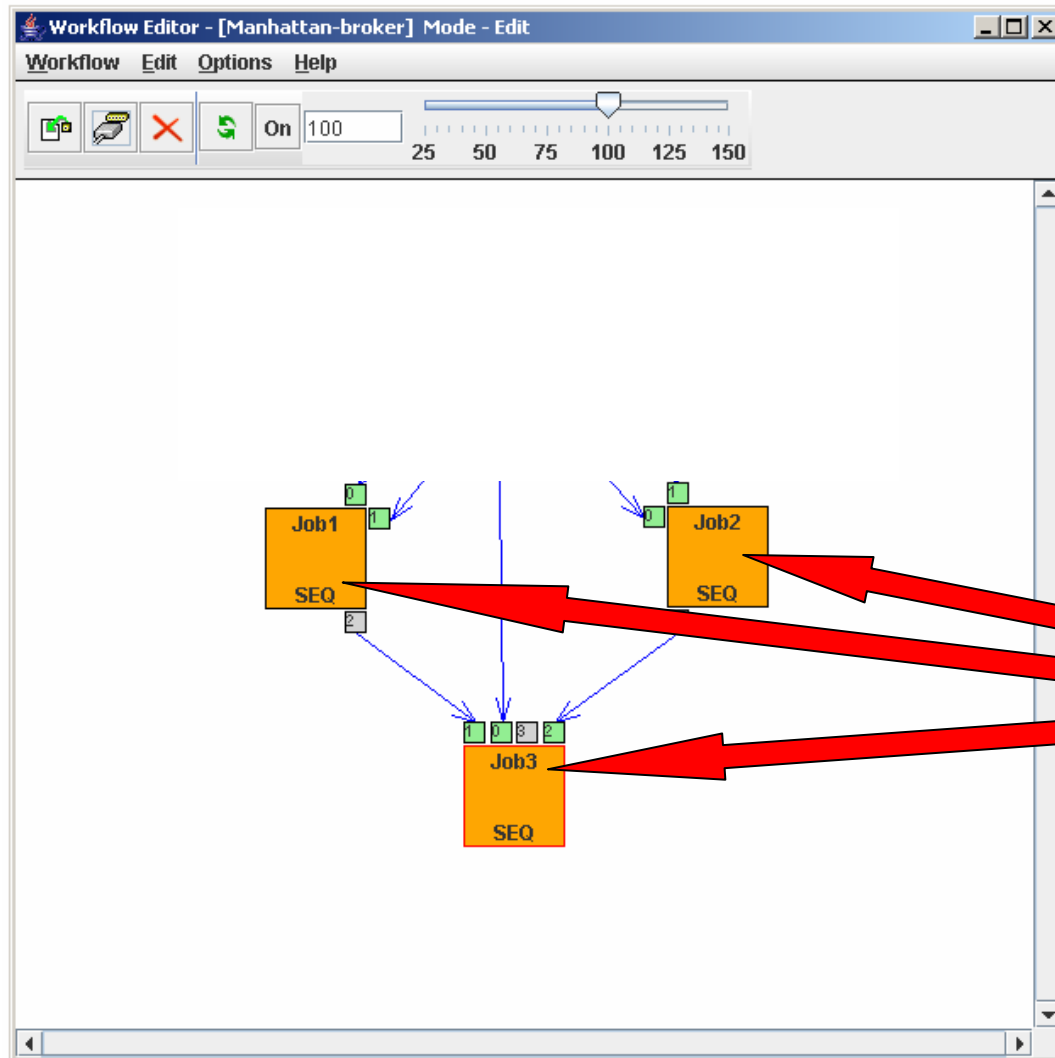 Workflow Editor - [Manhattan-broker] Mode - Edit
Workflow Edit Options Help
On 100
25 50 75 100 125 150
0 1
1 0
Job1 Job2
SEQ SEQ
2
1 0 3 2
Job3
SEQ